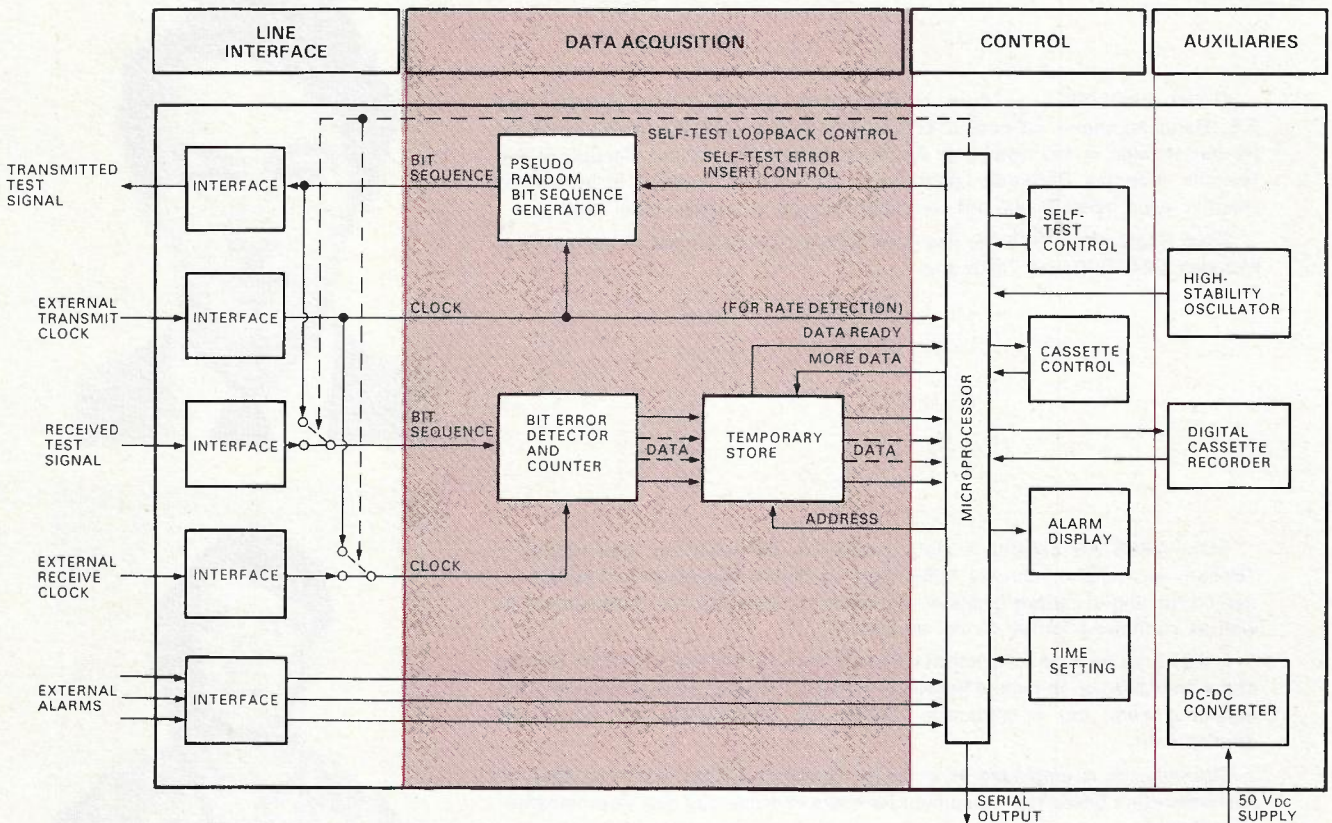 LINE
INTERFACE
DATA ACQUISITION
CONTROL
AUXILIARIES
SELF-TEST LOOPBACK CONTROL
TRANSMITTED
TEST
SIGNAL
INTERFACE
BIT
SEQUENCE
PSEUDO
RANDOM
BIT SEQUENCE
GENERATOR
SELF-TEST ERROR
INSERT CONTROL
SELF-
TEST
CONTROL
EXTERNAL
TRANSMIT
CLOCK
INTERFACE
CLOCK
(FOR RATE DETECTION)
HIGH-
STABILITY
OSCILLATOR
DATA READY
MORE DATA
CASSETTE
CONTROL
RECEIVED
TEST
SIGNAL
INTERFACE
BIT
SEQUENCE
BIT ERROR
DETECTOR
AND
COUNTER
DATA
TEMPORARY
STORE
DATA
MICROPROCESSOR
DIGITAL
CASSETTE
RECORDER
ADDRESS
ALARM
DISPLAY
EXTERNAL
RECEIVE
CLOCK
INTERFACE
CLOCK
TIME
SETTING
EXTERNAL
ALARMS
INTERFACE
DC-DC
CONVERTER
SERIAL
OUTPUT
50 VDC
SUPPLY